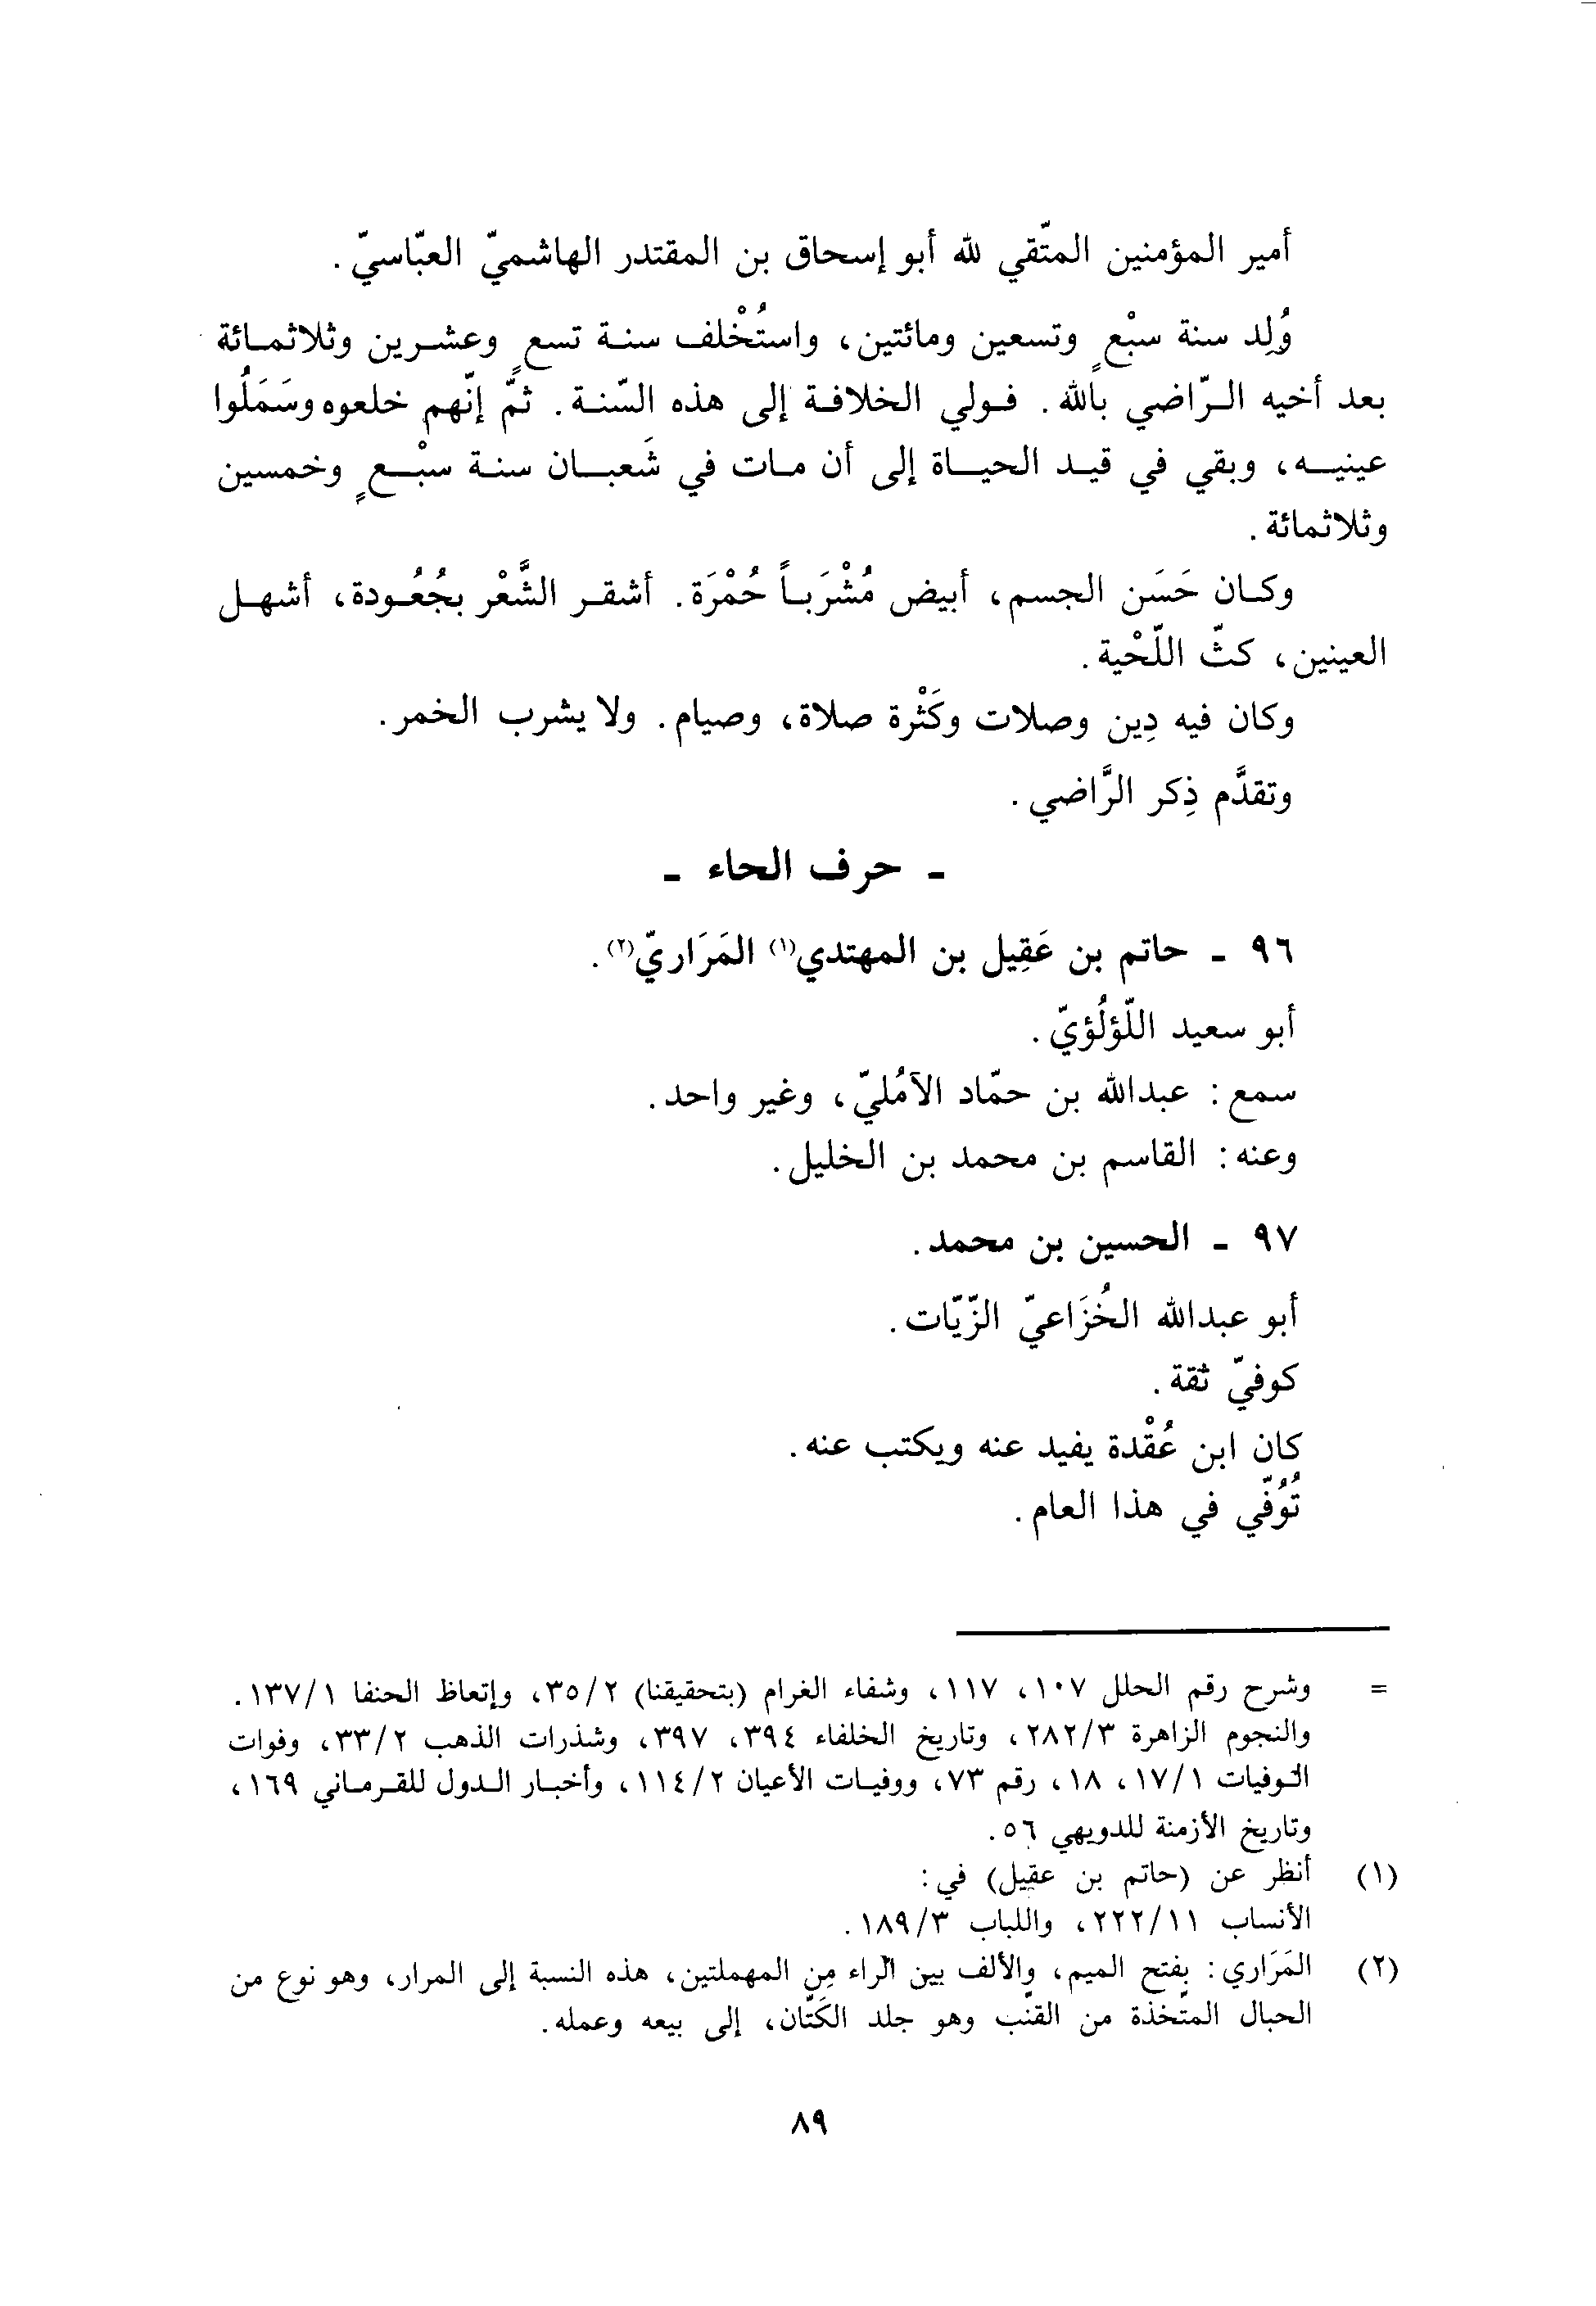 أمير المؤمنين المتّقي لله أبو إسحاق بن المقتدر الهاشميّ العبّاسيّ.
وُلِد سنة سبْعٍ وتسعين ومائتين، واستُخْلف سنة تسعٍ وعشرين وثلاثمائة
بعد أخيه الرّاضي بالله. فولي الخلافة إلى هذه السّنة. ثمّ إنّهم خلعوه وسَمَلُوا
عينيه، وبقي في قيد الحياة إلى أن مات في شَعبان سنة سبْعٍ وخمسين
وثلاثمائة.
وكان حَسَن الجسم، أبيض مُشْرَباً حُمْرَة. أشقر الشَّعْر بجُعُودة، أشهل
العينين، كثّ اللّحْية.
وكان فيه دِين وصلات وكَثْرة صلاة، وصيام. ولا يشرب الخمر.
وتقدَّم ذِكر الرَّاضي.
- حرف الحاء -
٩٦ - حاتم بن عَقِيل بن المهتدي(١) المَرَاريّ(٢).
أبو سعيد اللّؤلُؤيّ.
سمع: عبدالله بن حمّاد الآمُليّ، وغير واحد.
وعنه: القاسم بن محمد بن الخليل.
٩٧ - الحسين بن محمد.
أبو عبدالله الخُزَاعيّ الزّيّات.
كوفيّ ثقة.
كان ابن عُقْدة يفيد عنه ويكتب عنه.
تُوُفّي في هذا العام.
= وشرح رقم الحلل ١٠٧، ١١٧، وشفاء الغرام (بتحقيقنا) ٣٥/٢، وإتعاظ الحنفا ١٣٧/١.
والنجوم الزاهرة ٢٨٢/٣، وتاريخ الخلفاء ٣٩٤، ٣٩٧، وشذرات الذهب ٣٣/٢، وفوات
الوفيات ١٧/١، ١٨، رقم ٧٣، ووفيات الأعيان ١١٤/٢، وأخبار الدول للقرماني ١٦٩،
وتاريخ الأزمنة للدويهي ٥٦.
(١) أنظر عن (حاتم بن عقيل) في:
الأنساب ٢٢٢/١١، واللباب ١٨٩/٣.
(٢) المَرَاري: بفتح الميم، والألف بين الراء مِن المهملتين، هذه النسبة إلى المرار، وهو نوع من
الحبال المتّخذة من القنّب وهو جلد الكَتّان، إلى بيعه وعمله.
٨٩